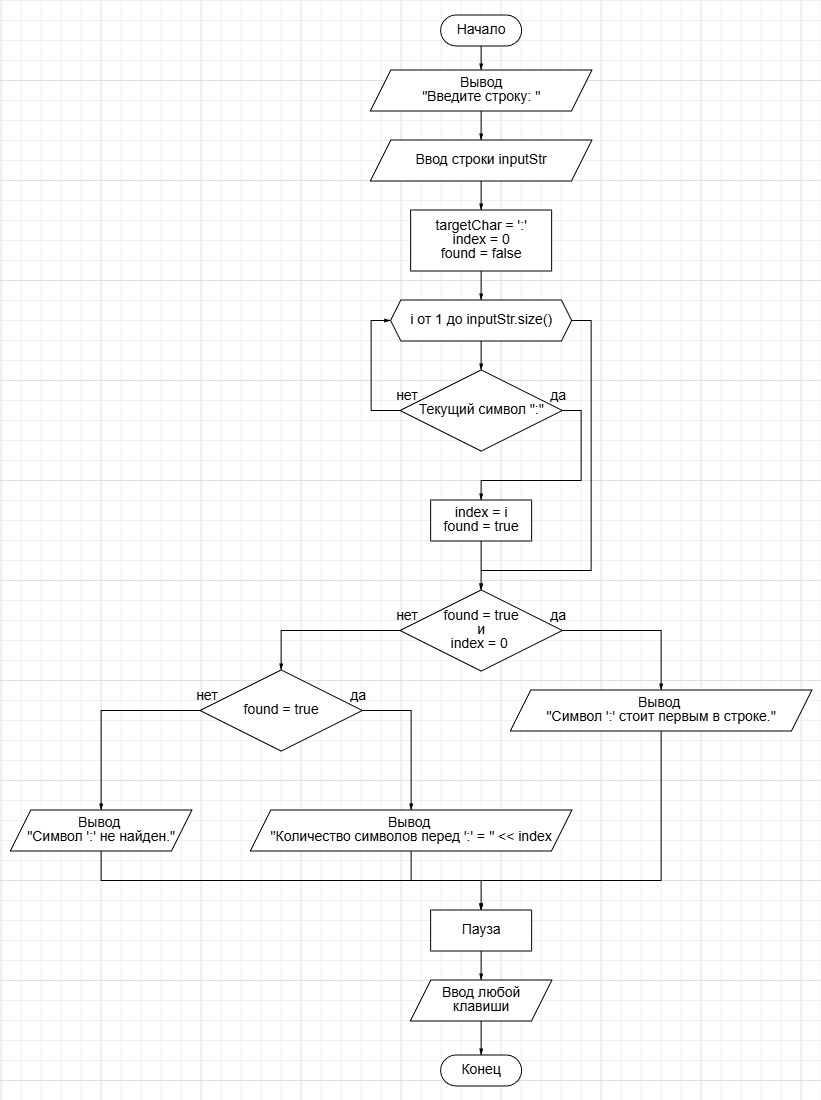 Начало
Вывод
"Введите строку: "
Ввод строки inputStr
targetChar = ':'
index = 0
found = false
i от 1 до inputStr.size()
нет
да
Текущий символ ":"
index = i
found = true
нет
да
found = true
и
index = 0
нет
да
found = true
Вывод
"Символ ':' стоит первым в строке."
Вывод
"Символ ':' не найден."
Вывод
"Количество символов перед ':' = " << index
Пауза
Ввод любой
клавиши
Конец